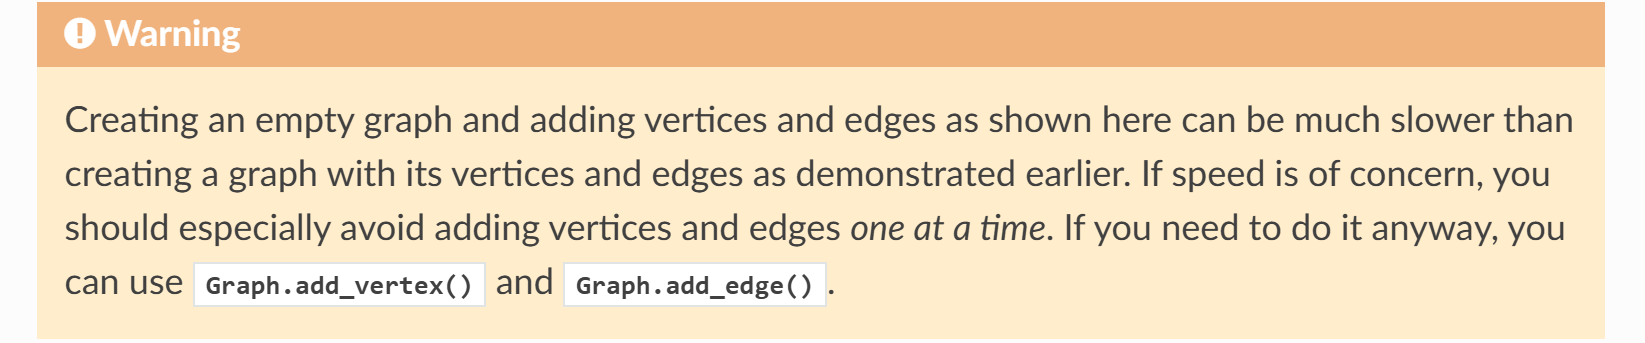 Warning
Creating an empty graph and adding vertices and edges as shown here can be much slower than
creating a graph with its vertices and edges as demonstrated earlier. If speed is of concern, you
should especially avoid adding vertices and edges one at a time. If you need to do it anyway, you
can use Graph.add_vertex() and Graph.add_edge().